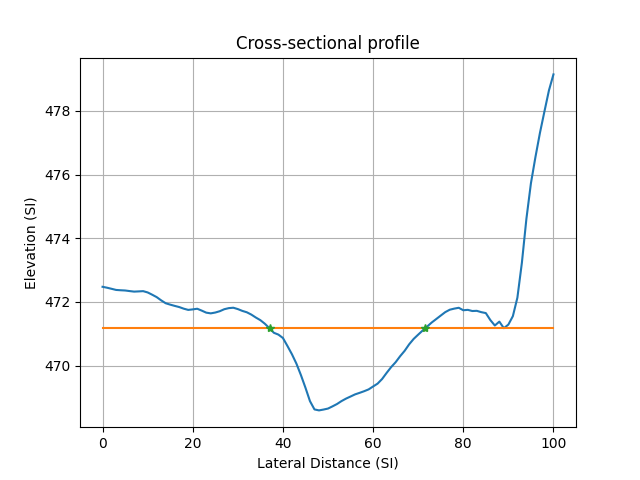 Cross-sectional profile
478
476
474
472
470
Elevation (SI)
0 20 40 60 80 100
Lateral Distance (SI)